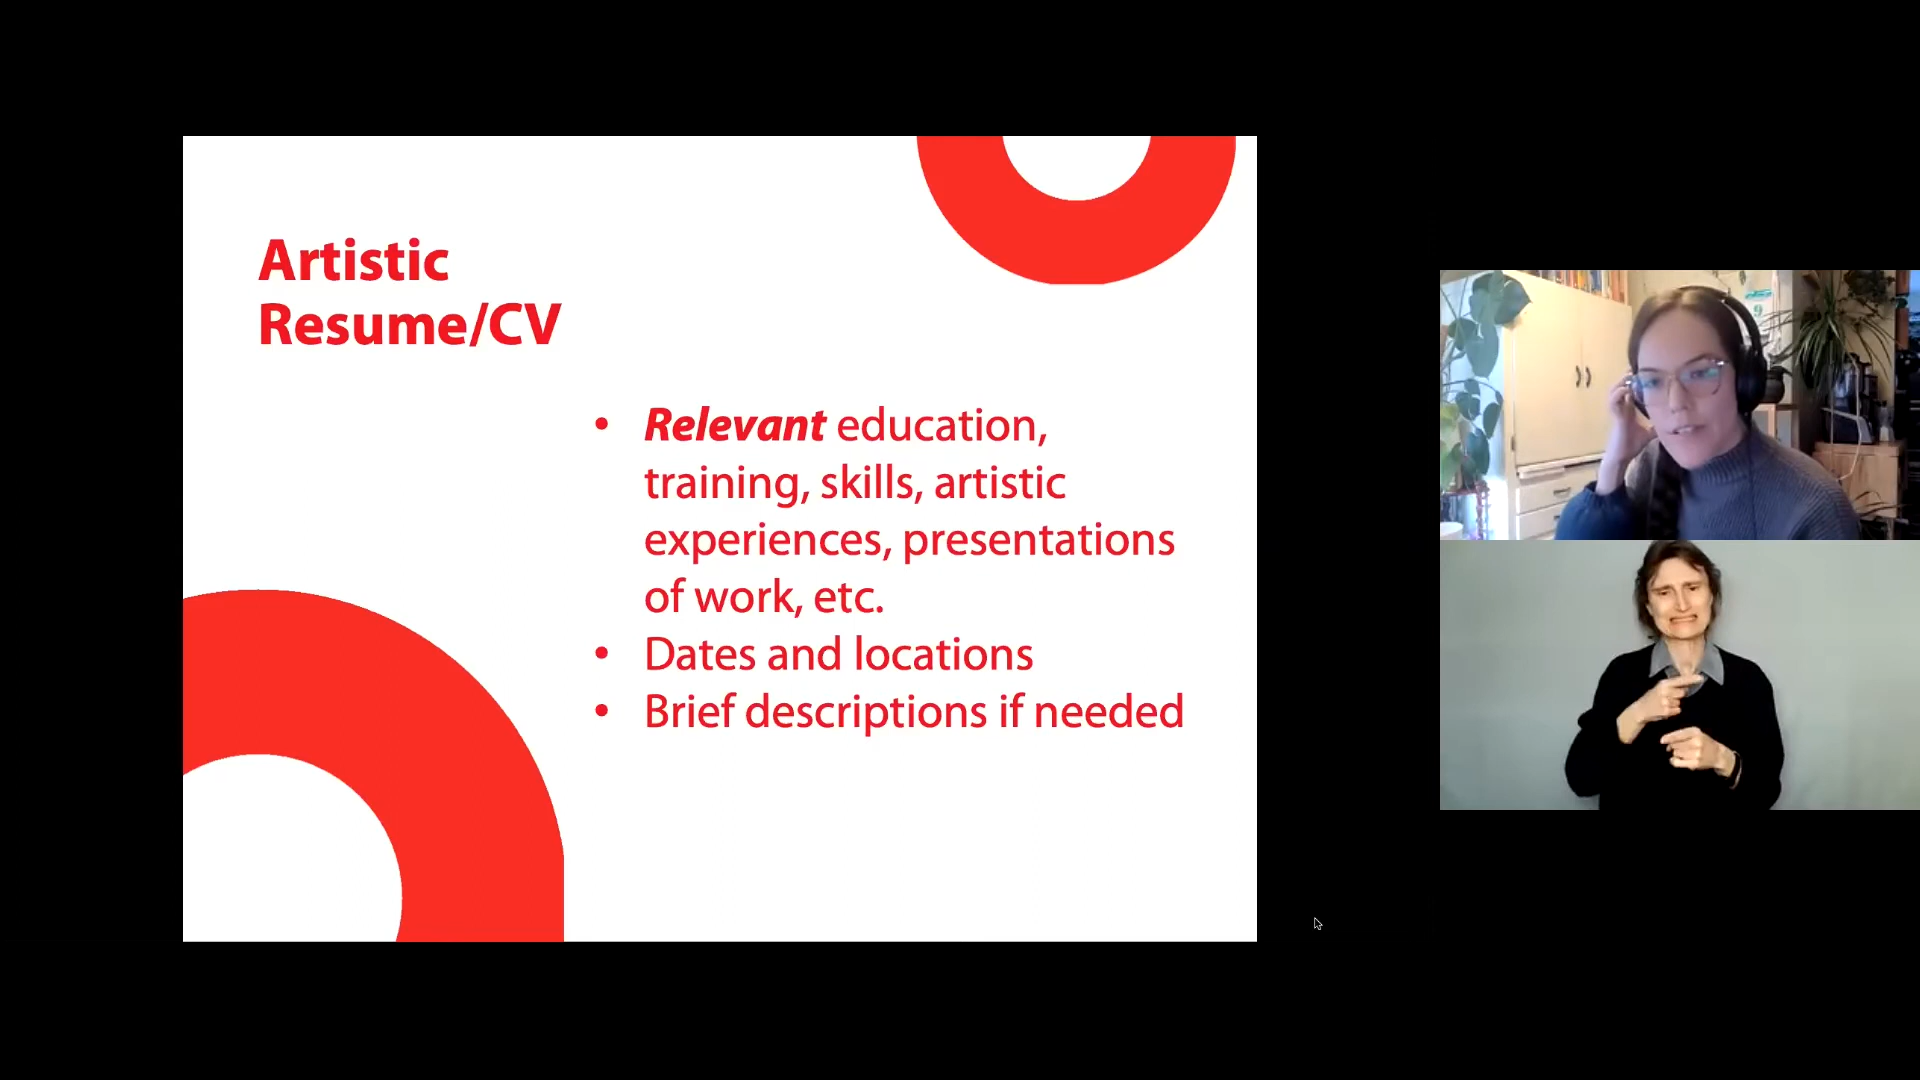 Artistic
Resume/CV
• Relevant education,
training, skills, artistic
experiences, presentations
of work, etc.
• Dates and locations
• Brief descriptions if needed